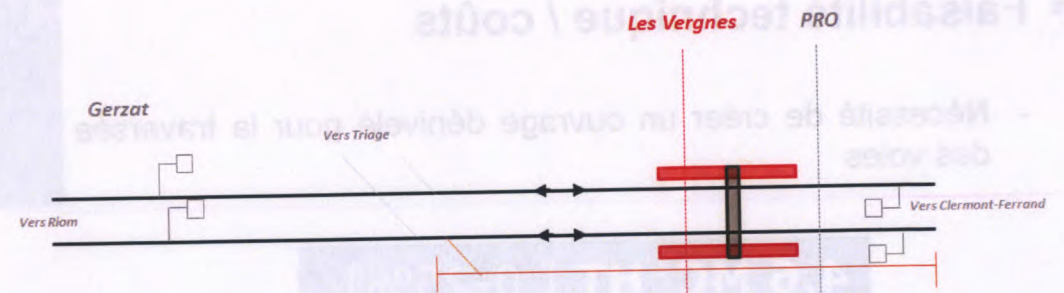 Faisabilité technique / coûts
Les Vergnes
PRO
Gerzat
- Nécessité de créer un ouvrage dénivelé pour la traversée
des voies
Vers Triage
Vers Riom
Vers Clermont-Ferrand